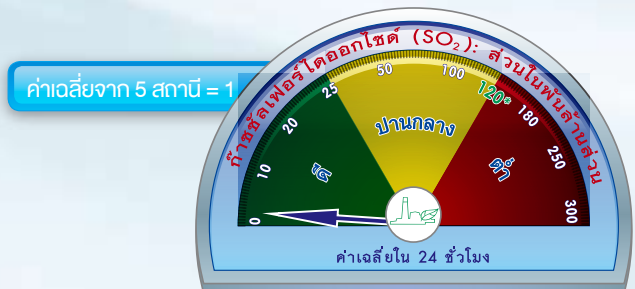 ก๊าซซัลเฟอร์ไดออกไซด์ (SO₂): ส่วนในพันล้านส่วน
ค่าเฉลี่ยจาก 5 สถานี = 1
0 10 20 25 50 100 120* 180 250 300
ดี ปานกลาง ต่ำ
ค่าเฉลี่ยใน 24 ชั่วโมง